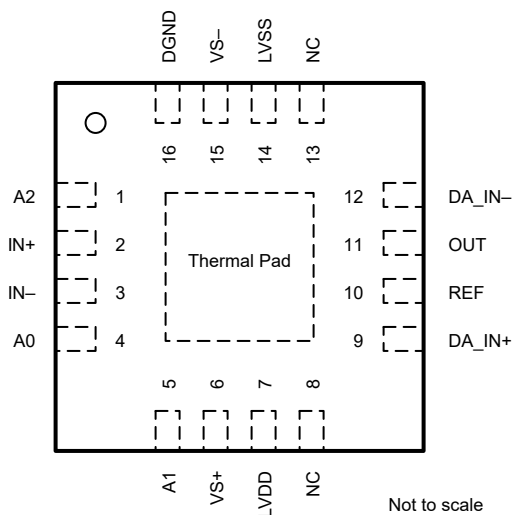 DGND VS– LVSS NC
16 15 14 13
A2 1 12 DA_IN–
IN+ 2 11 OUT
Thermal Pad
IN– 3 10 REF
A0 4 9 DA_IN+
5 6 7 8
A1 VS+ LVDD NC
Not to scale